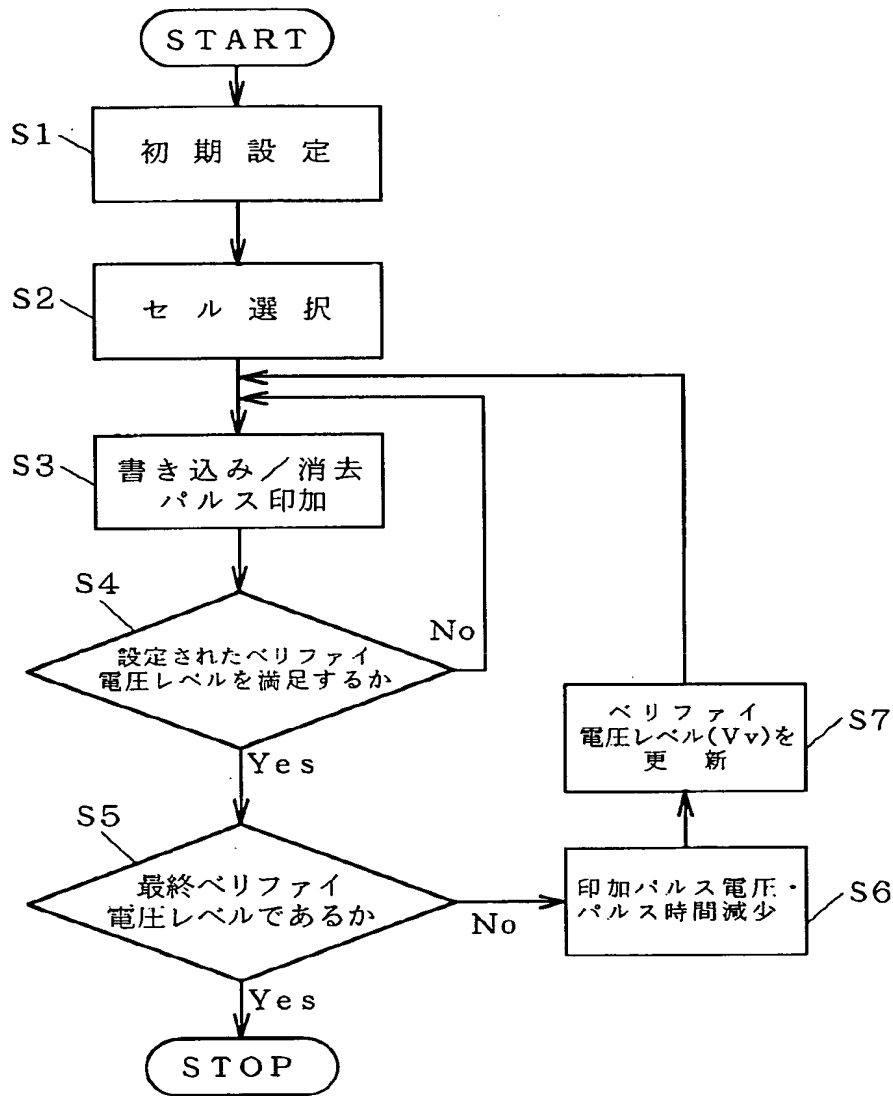 START
S1
初期設定
S2
セル選択
S3
書き込み／消去
パルス印加
S4
設定されたベリファイ
電圧レベルを満足するか
No
Yes
S5
最終ベリファイ
電圧レベルであるか
No
Yes
STOP
S6
印加パルス電圧・
パルス時間減少
S7
ベリファイ
電圧レベル(Vv)を
更新